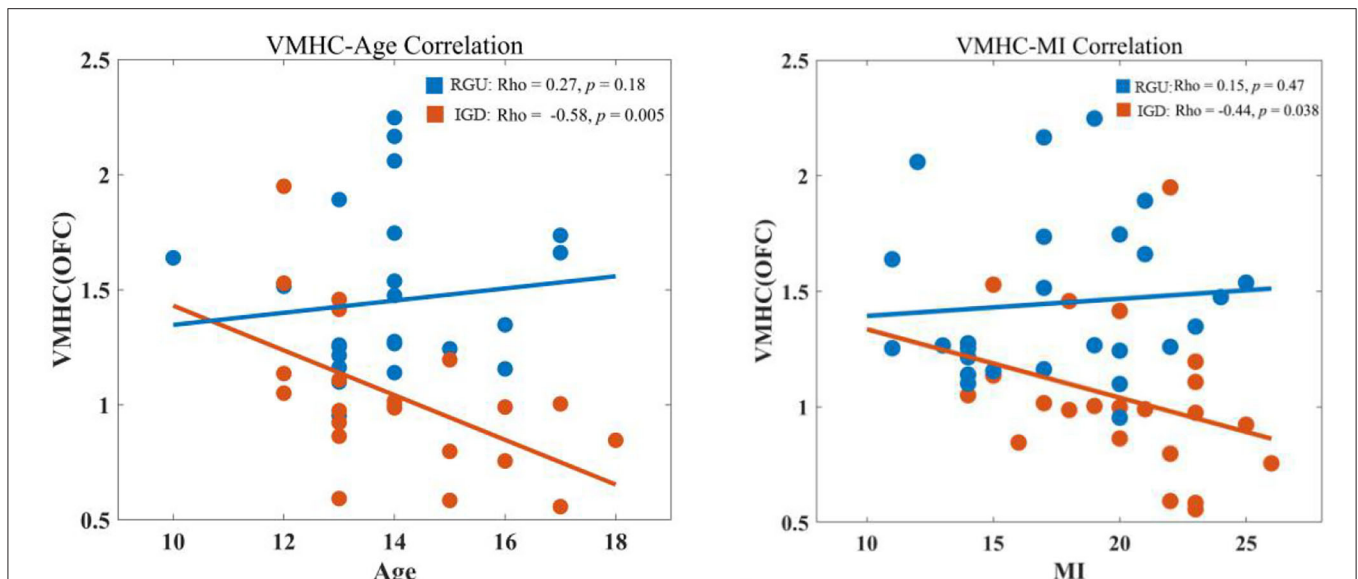 VMHC-Age Correlation
2.5
RGU: Rho = 0.27, p = 0.18
IGD: Rho = -0.58, p = 0.005
2
VMHC(OFC)
1.5
1
0.5
10 12 14 16 18
Age
VMHC-MI Correlation
2.5
RGU: Rho = 0.15, p = 0.47
IGD: Rho = -0.44, p = 0.038
2
VMHC(OFC)
1.5
1
0.5
10 15 20 25
MI